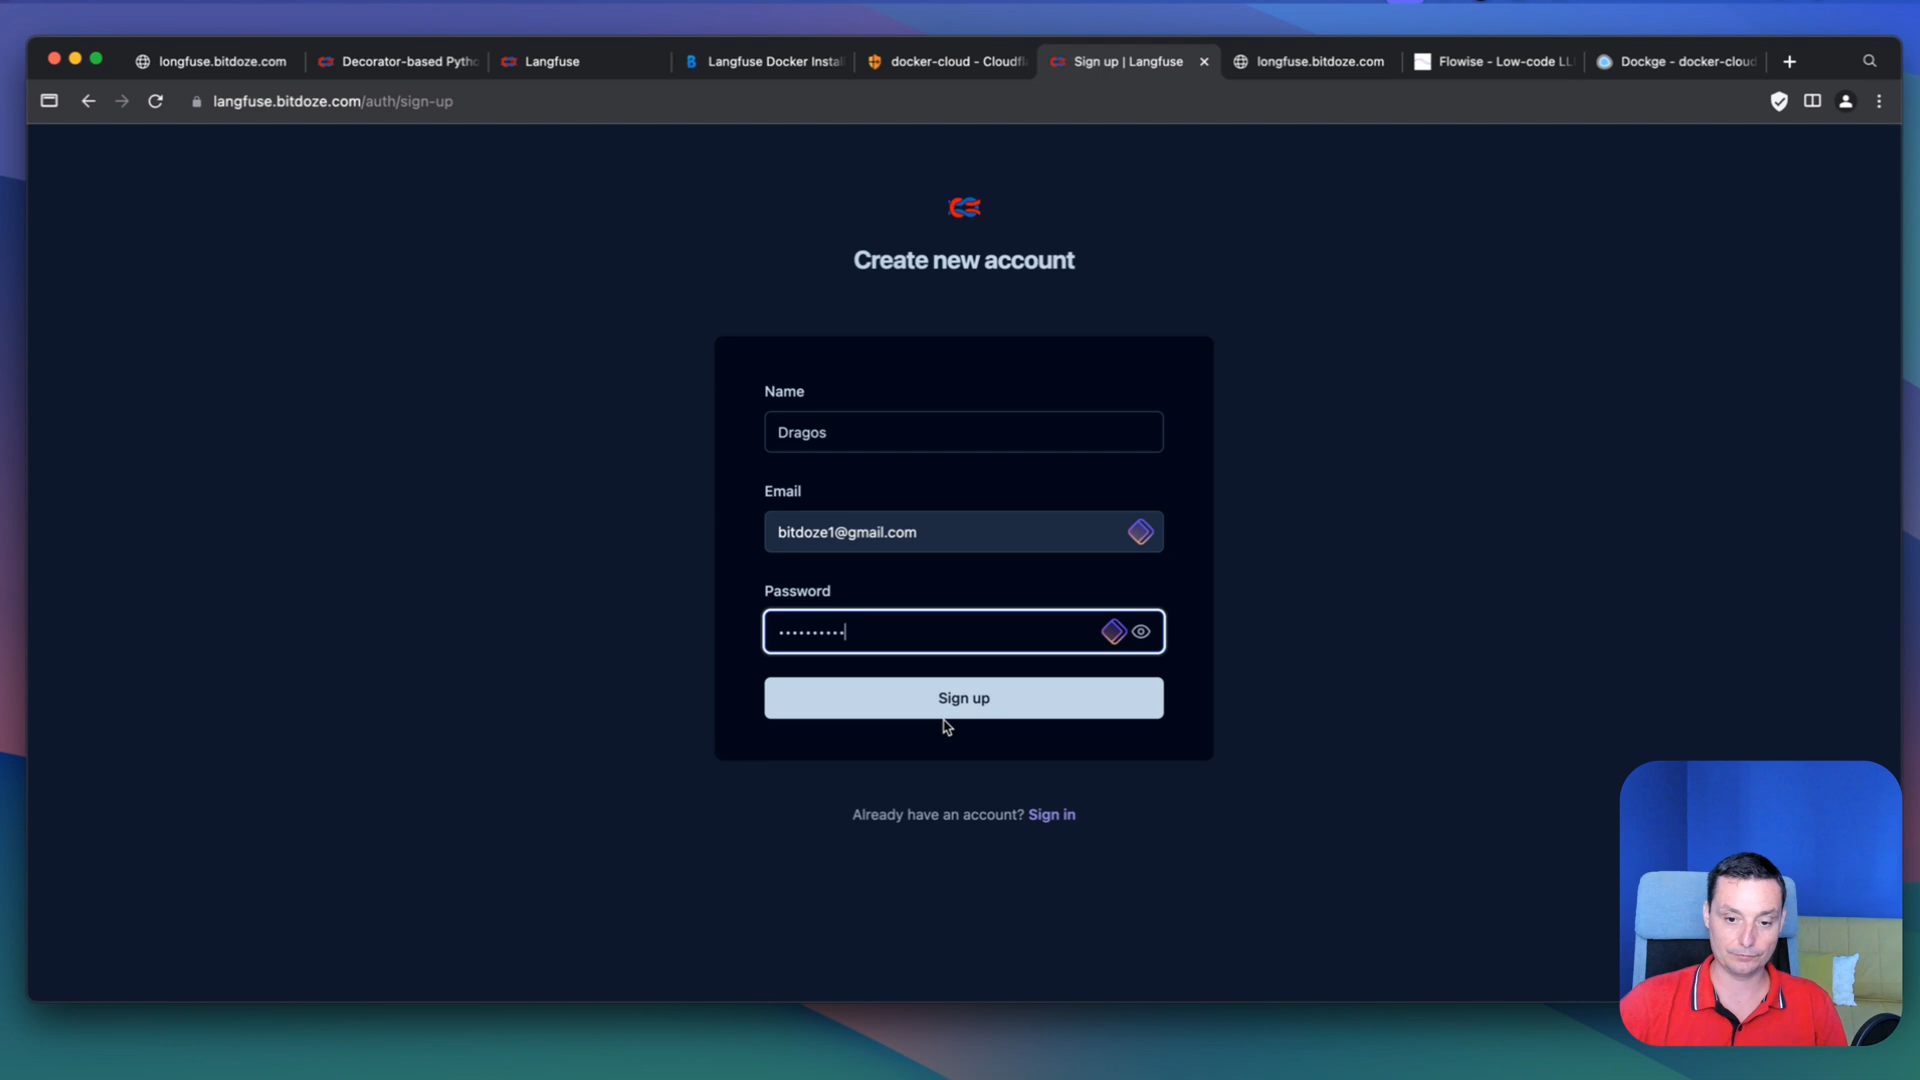 longfuse.bitdoze.com
Decorator-based Pytho
Langfuse
Langfuse Docker Instal
docker-cloud - Cloudfl
Sign up | Langfuse
longfuse.bitdoze.com
Flowise - Low-code LL
Dockge - docker-cloud
langfuse.bitdoze.com/auth/sign-up
Create new account
Name
Dragos
Email
bitdoze1@gmail.com
Password
Sign up
Already have an account? Sign in